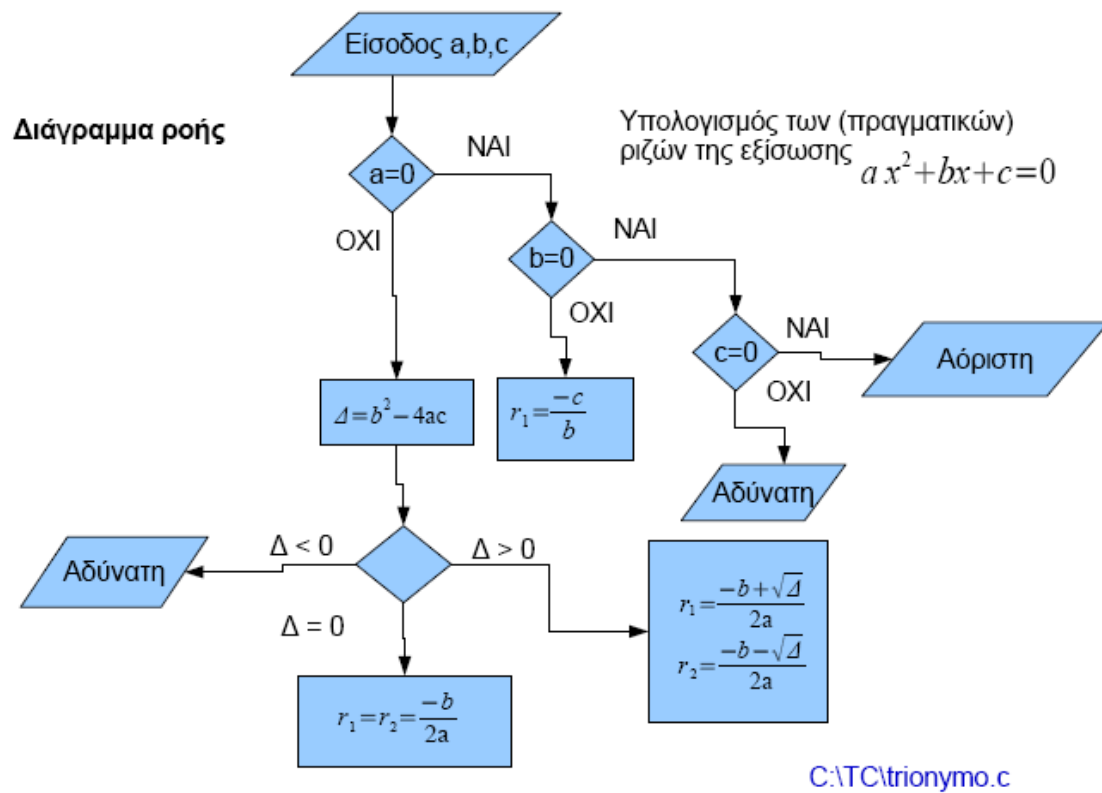 Είσοδος a,b,c
Διάγραμμα ροής
Υπολογισμός των (πραγματικών)
ριζών της εξίσωσης ax²+bx+c=0
a=0
ΝΑΙ
ΟΧΙ
b=0
ΝΑΙ
ΟΧΙ
c=0
ΝΑΙ
ΟΧΙ
Αόριστη
Δ=b²−4ac
r₁=−c/b
Αδύνατη
Δ < 0
Δ > 0
Αδύνατη
Δ = 0
r₁=−b+√Δ/2a
r₂=−b−√Δ/2a
r₁=r₂=−b/2a
C:\TC\trionymo.c